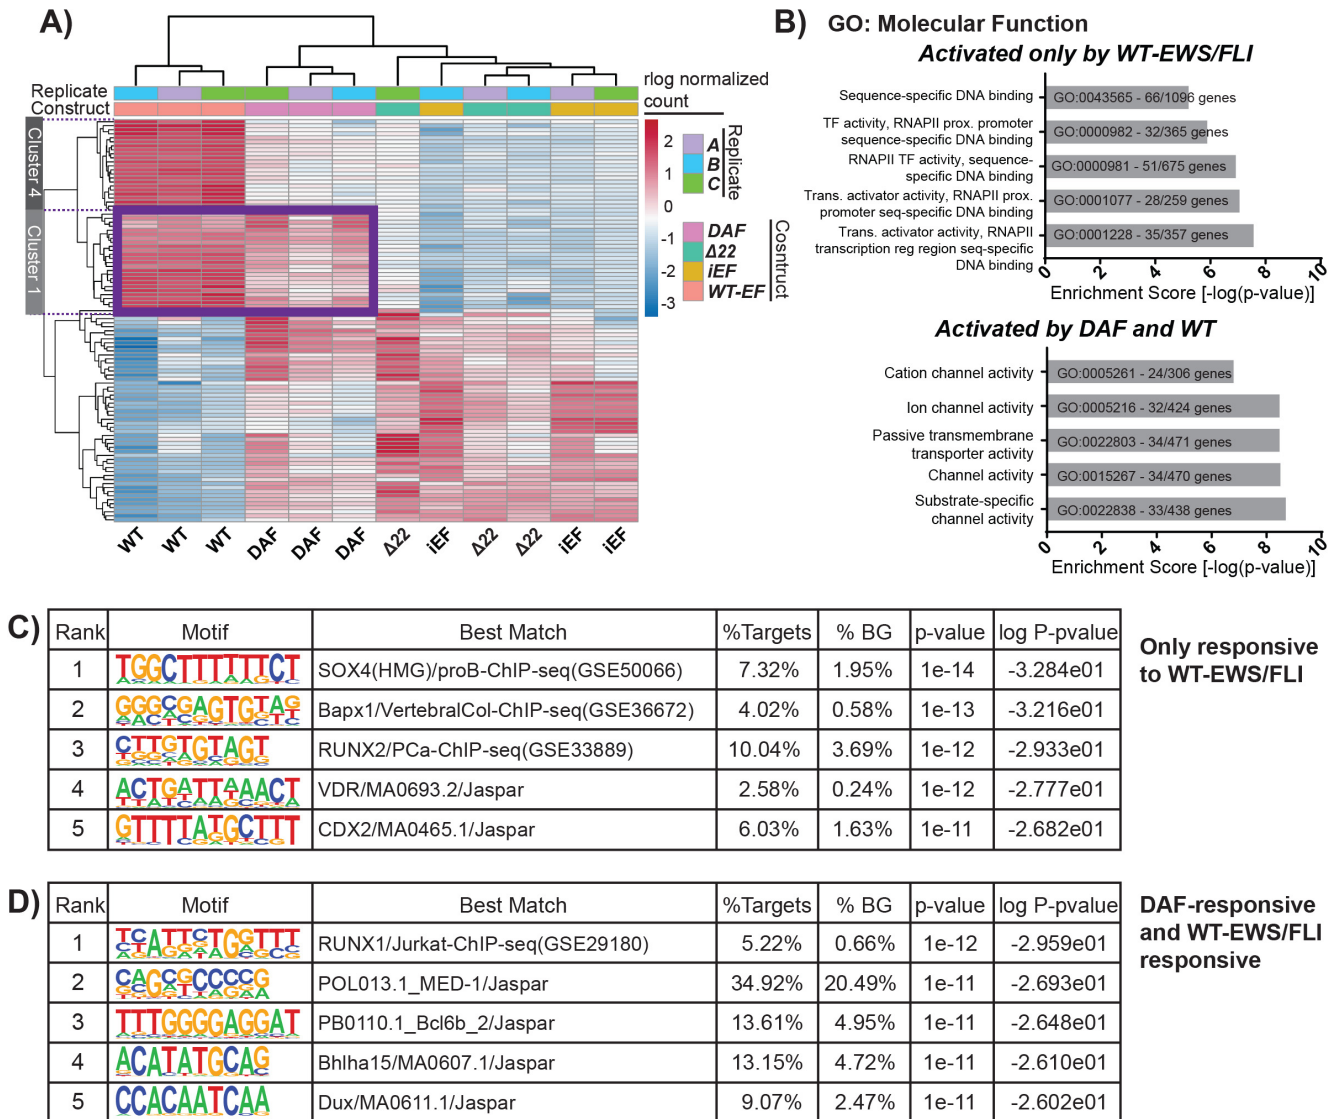 A)
Replicate
Construct
Cluster 4
Cluster 1
rlog normalized
count
2
1
0
-1
-2
-3
A
B
C
Replicate
DAF
Δ22
iEF
WT-EF
Cosntruct
WT
WT
WT
DAF
DAF
DAF
Δ22
iEF
Δ22
Δ22
iEF
iEF
B) GO: Molecular Function
Activated only by WT-EWS/FLI
Sequence-specific DNA binding
GO:0043565 - 66/1096 genes
TF activity, RNAPII prox. promoter
sequence-specific DNA binding
GO:0000982 - 32/365 genes
RNAPII TF activity, sequence-
specific DNA binding
GO:0000981 - 51/675 genes
Trans. activator activity, RNAPII prox.
promoter seq-specific DNA binding
GO:0001077 - 28/259 genes
Trans. activator activity, RNAPII
transcription reg region seq-specific
DNA binding
GO:0001228 - 35/357 genes
0 2 4 6 8 10
Enrichment Score [-log(p-value)]
Activated by DAF and WT
Cation channel activity
GO:0005261 - 24/306 genes
Ion channel activity
GO:0005216 - 32/424 genes
Passive transmembrane
transporter activity
GO:0022803 - 34/471 genes
Channel activity
GO:0015267 - 34/470 genes
Substrate-specific
channel activity
GO:0022838 - 33/438 genes
0 2 4 6 8 10
Enrichment Score [-log(p-value)]
C)
Rank Motif Best Match %Targets % BG p-value log P-pvalue
1 TGGCTTTTTTCT SOX4(HMG)/proB-ChIP-seq(GSE50066) 7.32% 1.95% 1e-14 -3.284e01
2 GGGCGAGTGTAG Bapx1/VertebralCol-ChIP-seq(GSE36672) 4.02% 0.58% 1e-13 -3.216e01
3 CTTGTGTAGT RUNX2/PCa-ChIP-seq(GSE33889) 10.04% 3.69% 1e-12 -2.933e01
4 ACTGATTAAACT VDR/MA0693.2/Jaspar 2.58% 0.24% 1e-12 -2.777e01
5 GTTTTATGCTTT CDX2/MA0465.1/Jaspar 6.03% 1.63% 1e-11 -2.682e01
Only responsive
to WT-EWS/FLI
D)
Rank Motif Best Match %Targets % BG p-value log P-pvalue
1 TCATTCTGGTTT RUNX1/Jurkat-ChIP-seq(GSE29180) 5.22% 0.66% 1e-12 -2.959e01
2 CAGCGCCCCG POL013.1_MED-1/Jaspar 34.92% 20.49% 1e-11 -2.693e01
3 TTTGGGGAGGAT PB0110.1_Bcl6b_2/Jaspar 13.61% 4.95% 1e-11 -2.648e01
4 ACATATGCAG Bhlha15/MA0607.1/Jaspar 13.15% 4.72% 1e-11 -2.610e01
5 CCACAATCAA Dux/MA0611.1/Jaspar 9.07% 2.47% 1e-11 -2.602e01
DAF-responsive
and WT-EWS/FLI
responsive